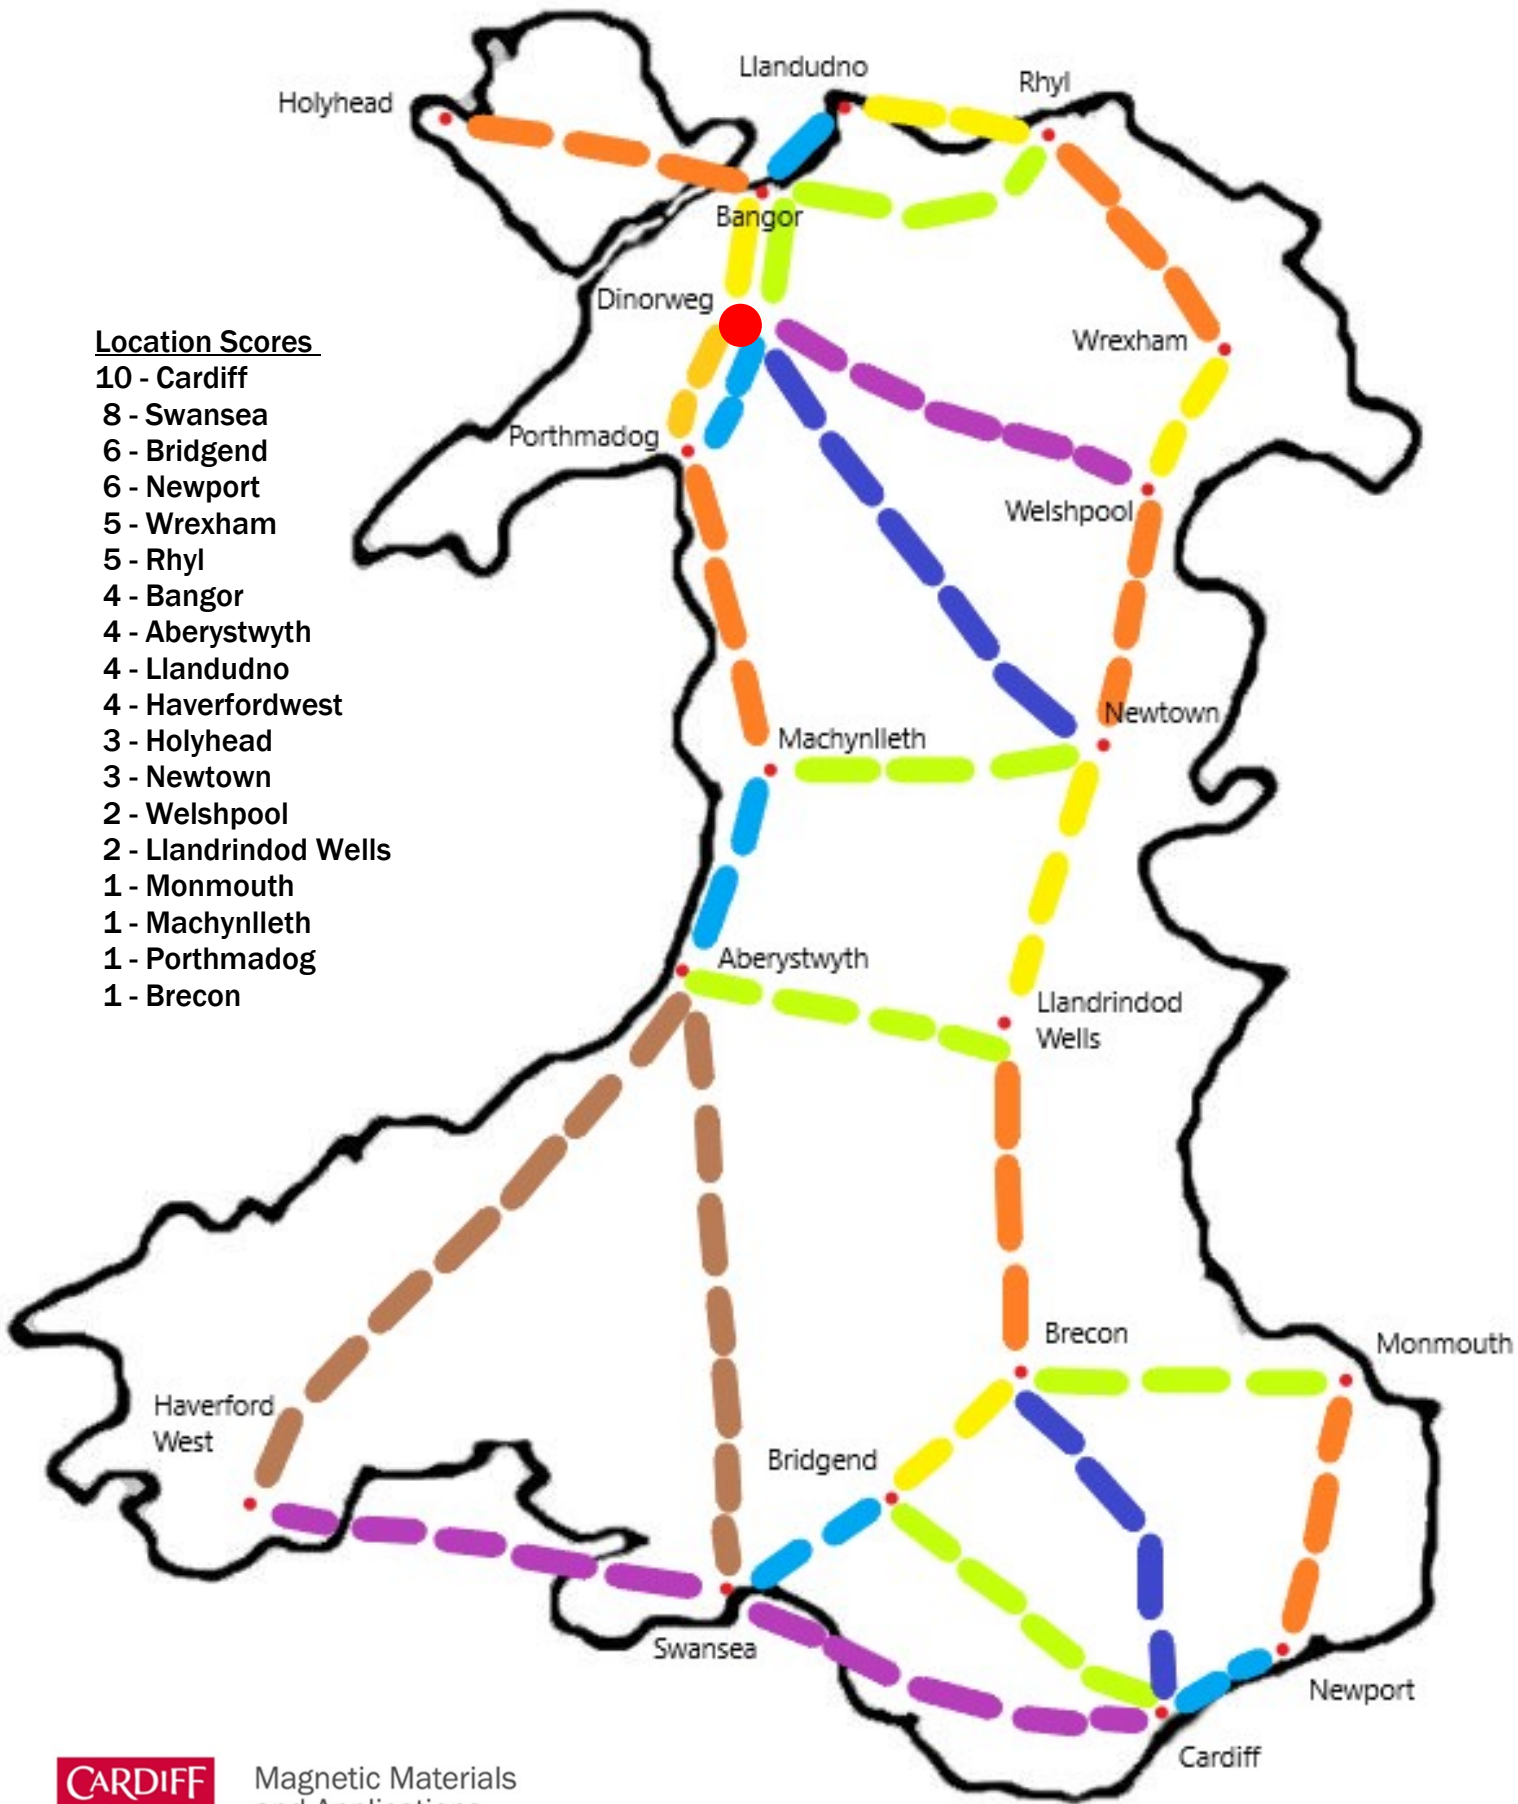 Llandudno
Rhyl
Holyhead
Bangor
Dinorweg
Wrexham
Location Scores
10 - Cardiff
8 - Swansea
6 - Bridgend
6 - Newport
5 - Wrexham
5 - Rhyl
4 - Bangor
4 - Aberystwyth
4 - Llandudno
4 - Haverfordwest
3 - Holyhead
3 - Newtown
2 - Welshpool
2 - Llandrindod Wells
1 - Monmouth
1 - Machynlleth
1 - Porthmadog
1 - Brecon
Porthmadog
Welshpool
Newtown
Machynlleth
Aberystwyth
Llandrindod
Wells
Brecon
Monmouth
Haverford
West
Bridgend
Swansea
Newport
Cardiff
CARDIFF
Magnetic Materials
and Applications